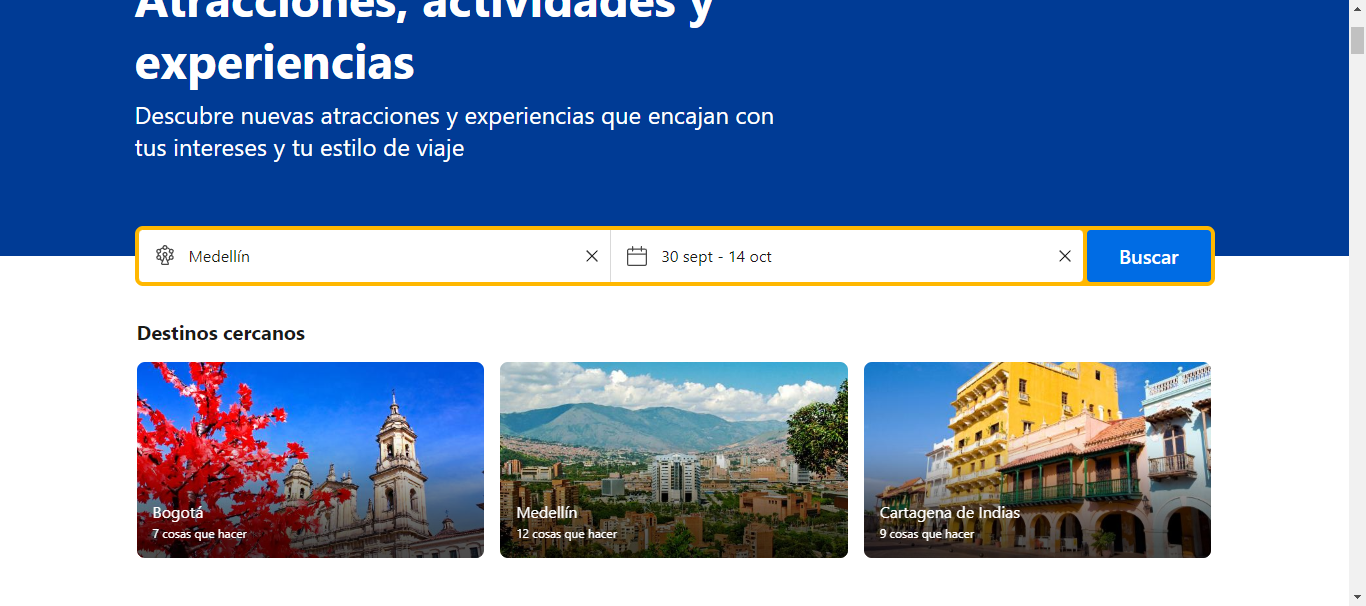 Atracciones, actividades y
experiencias
Descubre nuevas atracciones y experiencias que encajan con
tus intereses y tu estilo de viaje
Medellín
30 sept - 14 oct
Buscar
Destinos cercanos
Bogotá
7 cosas que hacer
Medellín
12 cosas que hacer
Cartagena de Indias
9 cosas que hacer